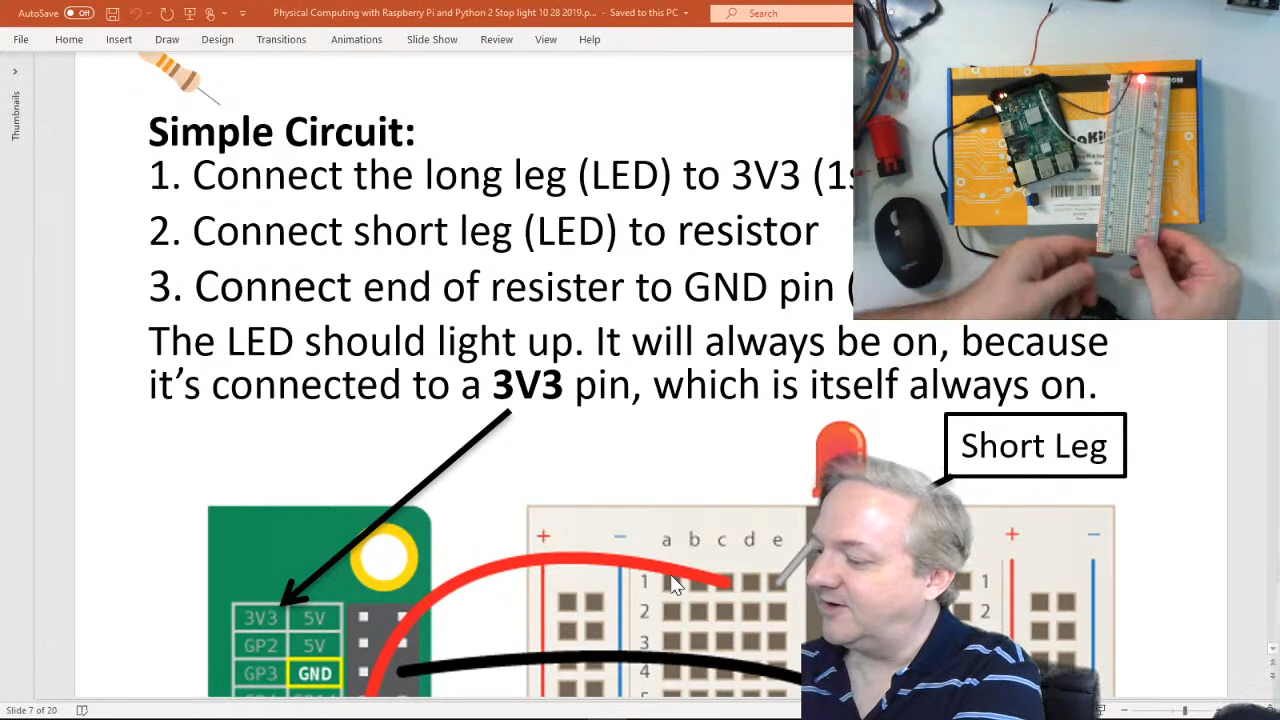 AutoSave Off
Physical Computing with Raspberry Pi and Python 2 Stop light 10 28 2019.p... - Saved to this PC
Search
File Home Insert Draw Design Transitions Animations Slide Show Review View Help
Thumbnails
Simple Circuit:
1. Connect the long leg (LED) to 3V3 (1s
2. Connect short leg (LED) to resistor
3. Connect end of resister to GND pin (
The LED should light up. It will always be on, because
it’s connected to a 3V3 pin, which is itself always on.
Short Leg
+ − a b c d e + −
1 1
2 2
3
4
3V3 5V
GP2 5V
GP3 GND
Slide 7 of 20